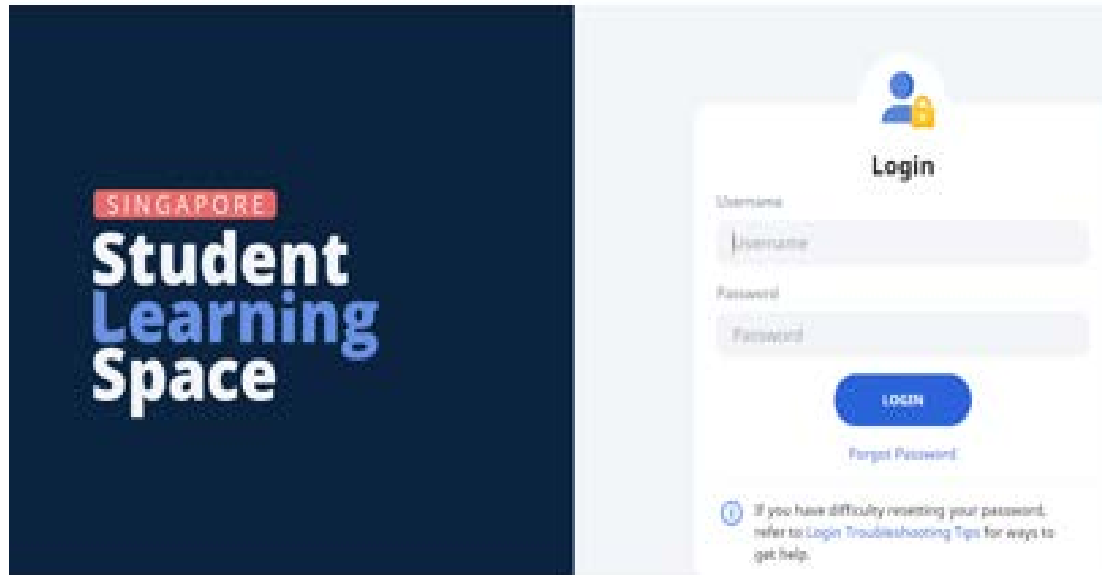 SINGAPORE
Student
Learning
Space
Login
Username
Username
Password
Password
LOGIN
Forgot Password
If you have difficulty resetting your password,
refer to Login Troubleshooting Tips for ways to
get help.